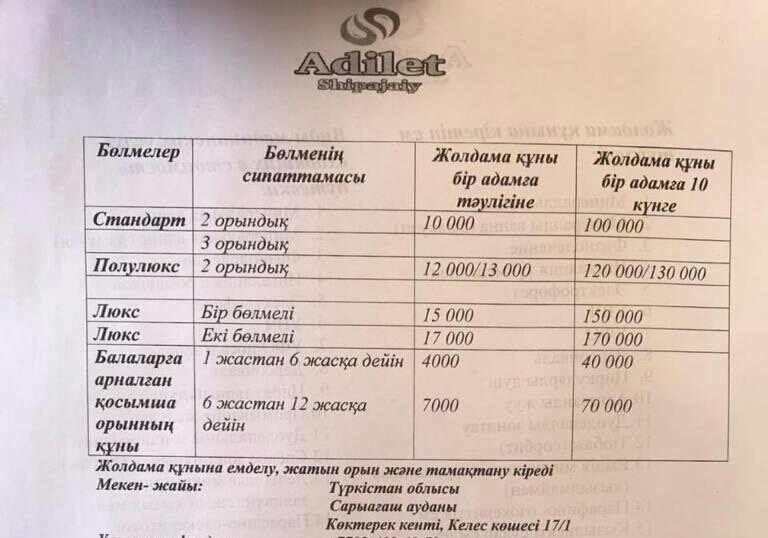 Adilet
Shipajaiy
Бөлмелер Бөлменің сипаттамасы Жолдама құны бір адамға тәулігіне Жолдама құны бір адамға 10 күнге
Стандарт 2 орындық 10 000 100 000
3 орындық
Полулюкс 2 орындық 12 000/13 000 120 000/130 000
Люкс Бір бөлмелі 15 000 150 000
Люкс Екі бөлмелі 17 000 170 000
Балаларға арналған қосымша орынның құны 1 жастан 6 жасқа дейін 4000 40 000
6 жастан 12 жасқа дейін 7000 70 000
Жолдама құнына емделу, жатын орын және тамақтану кіреді
Мекен- жайы: Түркістан облысы
Сарыағаш ауданы
Көктерек кенті, Келес көшесі 17/1